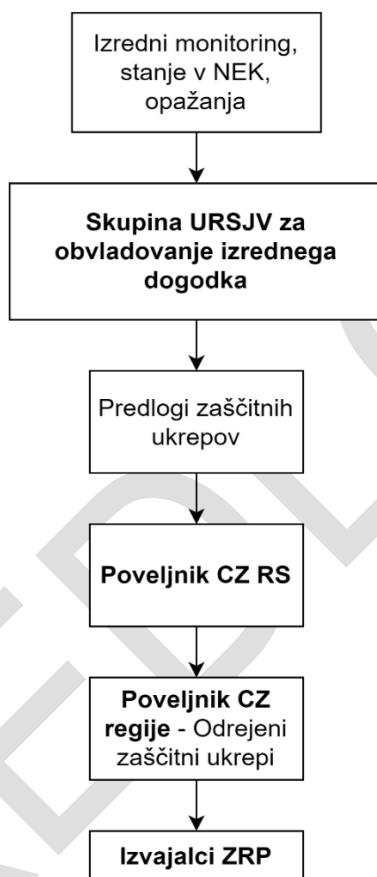 Izredni monitoring,
stanje v NEK,
opažanja
Skupina URSJV za
obvladovanje izrednega
dogodka
Predlogi zaščitnih
ukrepov
Poveljnik CZ RS
Poveljnik CZ
regije - Odrejeni
zaščitni ukrepi
Izvajalci ZRP